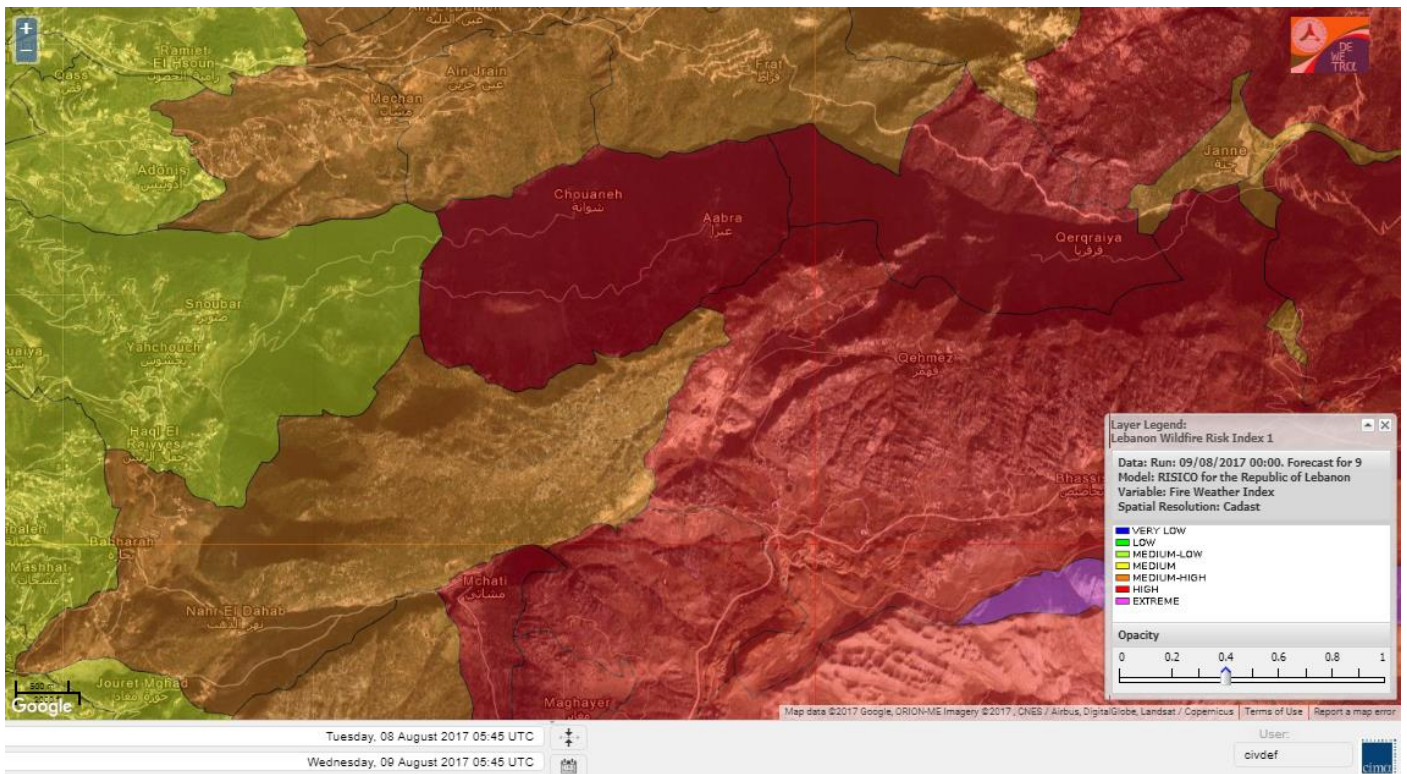 Ramiet
El Hsoun
رامية الحصون
Qass
Ain Jrain
عين جرين
Mechan
مشان
Frat
فراط
Janne
جنة
Adonis
أدونيس
Chouaneh
شوانة
Aabra
عبرا
Qerqraiya
قرقريا
Snoubar
صنوبر
Yahchouch
يحشوش
Qehmez
قهمز
Haql El
Raiyyes
حقل الريس
Bhassis
Mchati
مشاتي
Nahr El Dahab
نهر الذهب
Jouret Mghad
Maghayer
DE
WE
TRA
Layer Legend:
Lebanon Wildfire Risk Index 1
Data: Run: 09/08/2017 00:00. Forecast for 9
Model: RISICO for the Republic of Lebanon
Variable: Fire Weather Index
Spatial Resolution: Cadast
VERY LOW
LOW
MEDIUM-LOW
MEDIUM
MEDIUM-HIGH
HIGH
EXTREME
Opacity
0 0.2 0.4 0.6 0.8 1
500 m
Google
Map data ©2017 Google, ORION-ME Imagery ©2017 , CNES / Airbus, DigitalGlobe, Landsat / Copernicus Terms of Use Report a map error
Tuesday, 08 August 2017 05:45 UTC
Wednesday, 09 August 2017 05:45 UTC
User:
civdef
cima